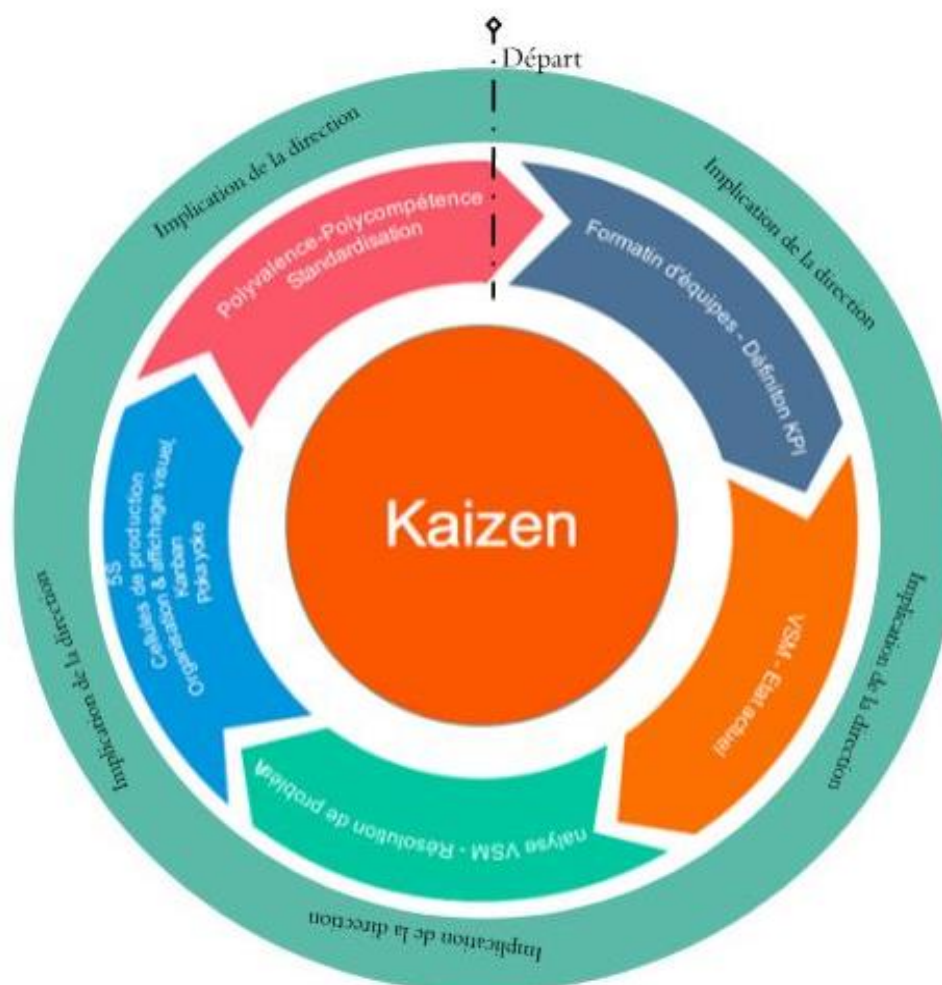 Départ
Implication de la direction
Implication de la direction
Polyvalence-Polycompétence
Standardisation
Formatin d'équipes - Définiton KPI
Kaizen
VSM - Etat actuel
Implication de la direction
nalyse VSM - Résolution de problèm
Implication de la direction
5S
Cellules de production
Organisation & affichage visuel,
Kanban
Poka yoke
Implication de la direction